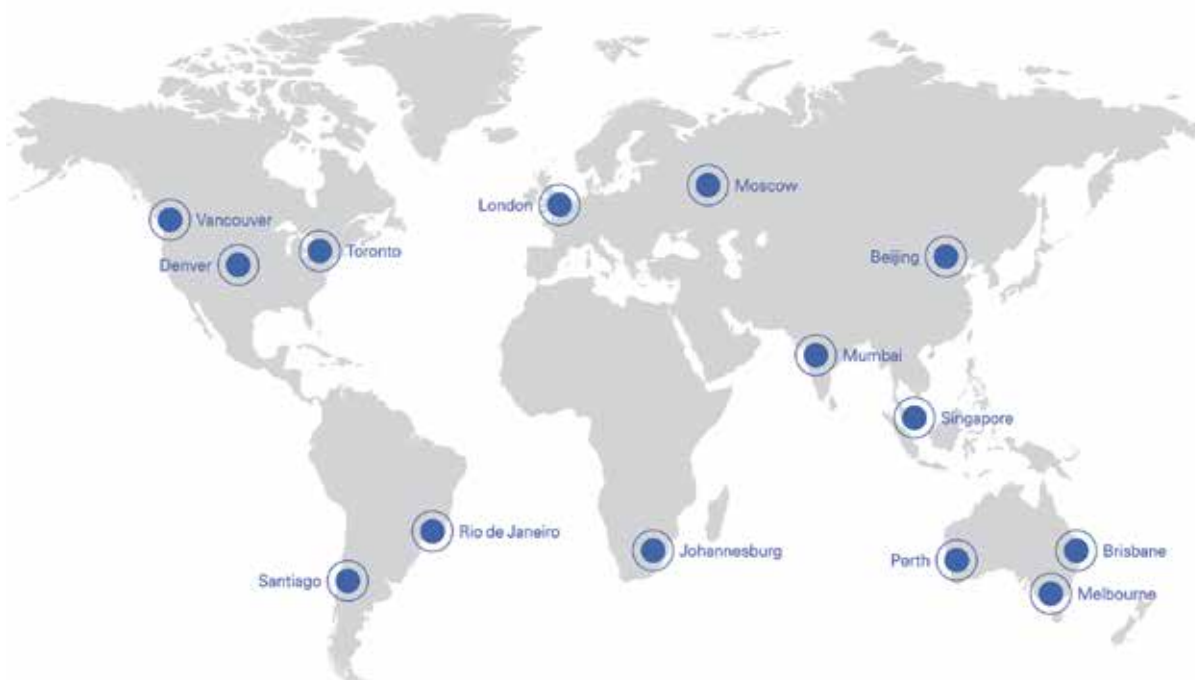 Moscow
London
Vancouver
Toronto
Denver
Beijing
Mumbai
Singapore
Rio de Janeiro
Johannesburg
Brisbane
Perth
Santiago
Melbourne